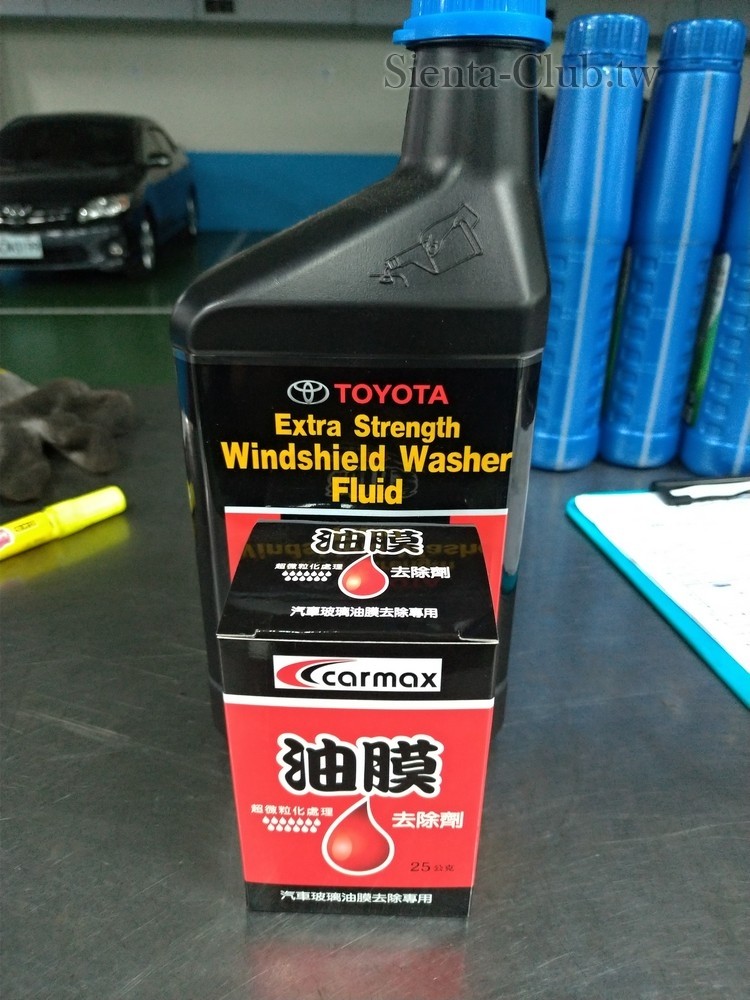 Sienta-Club.tw
TOYOTA
Extra Strength
Windshield Washer
Fluid
油膜
超微粒化處理
去除劑
汽車玻璃油膜去除專用
carmax
油膜
超微粒化處理
去除劑
25公克
汽車玻璃油膜去除專用